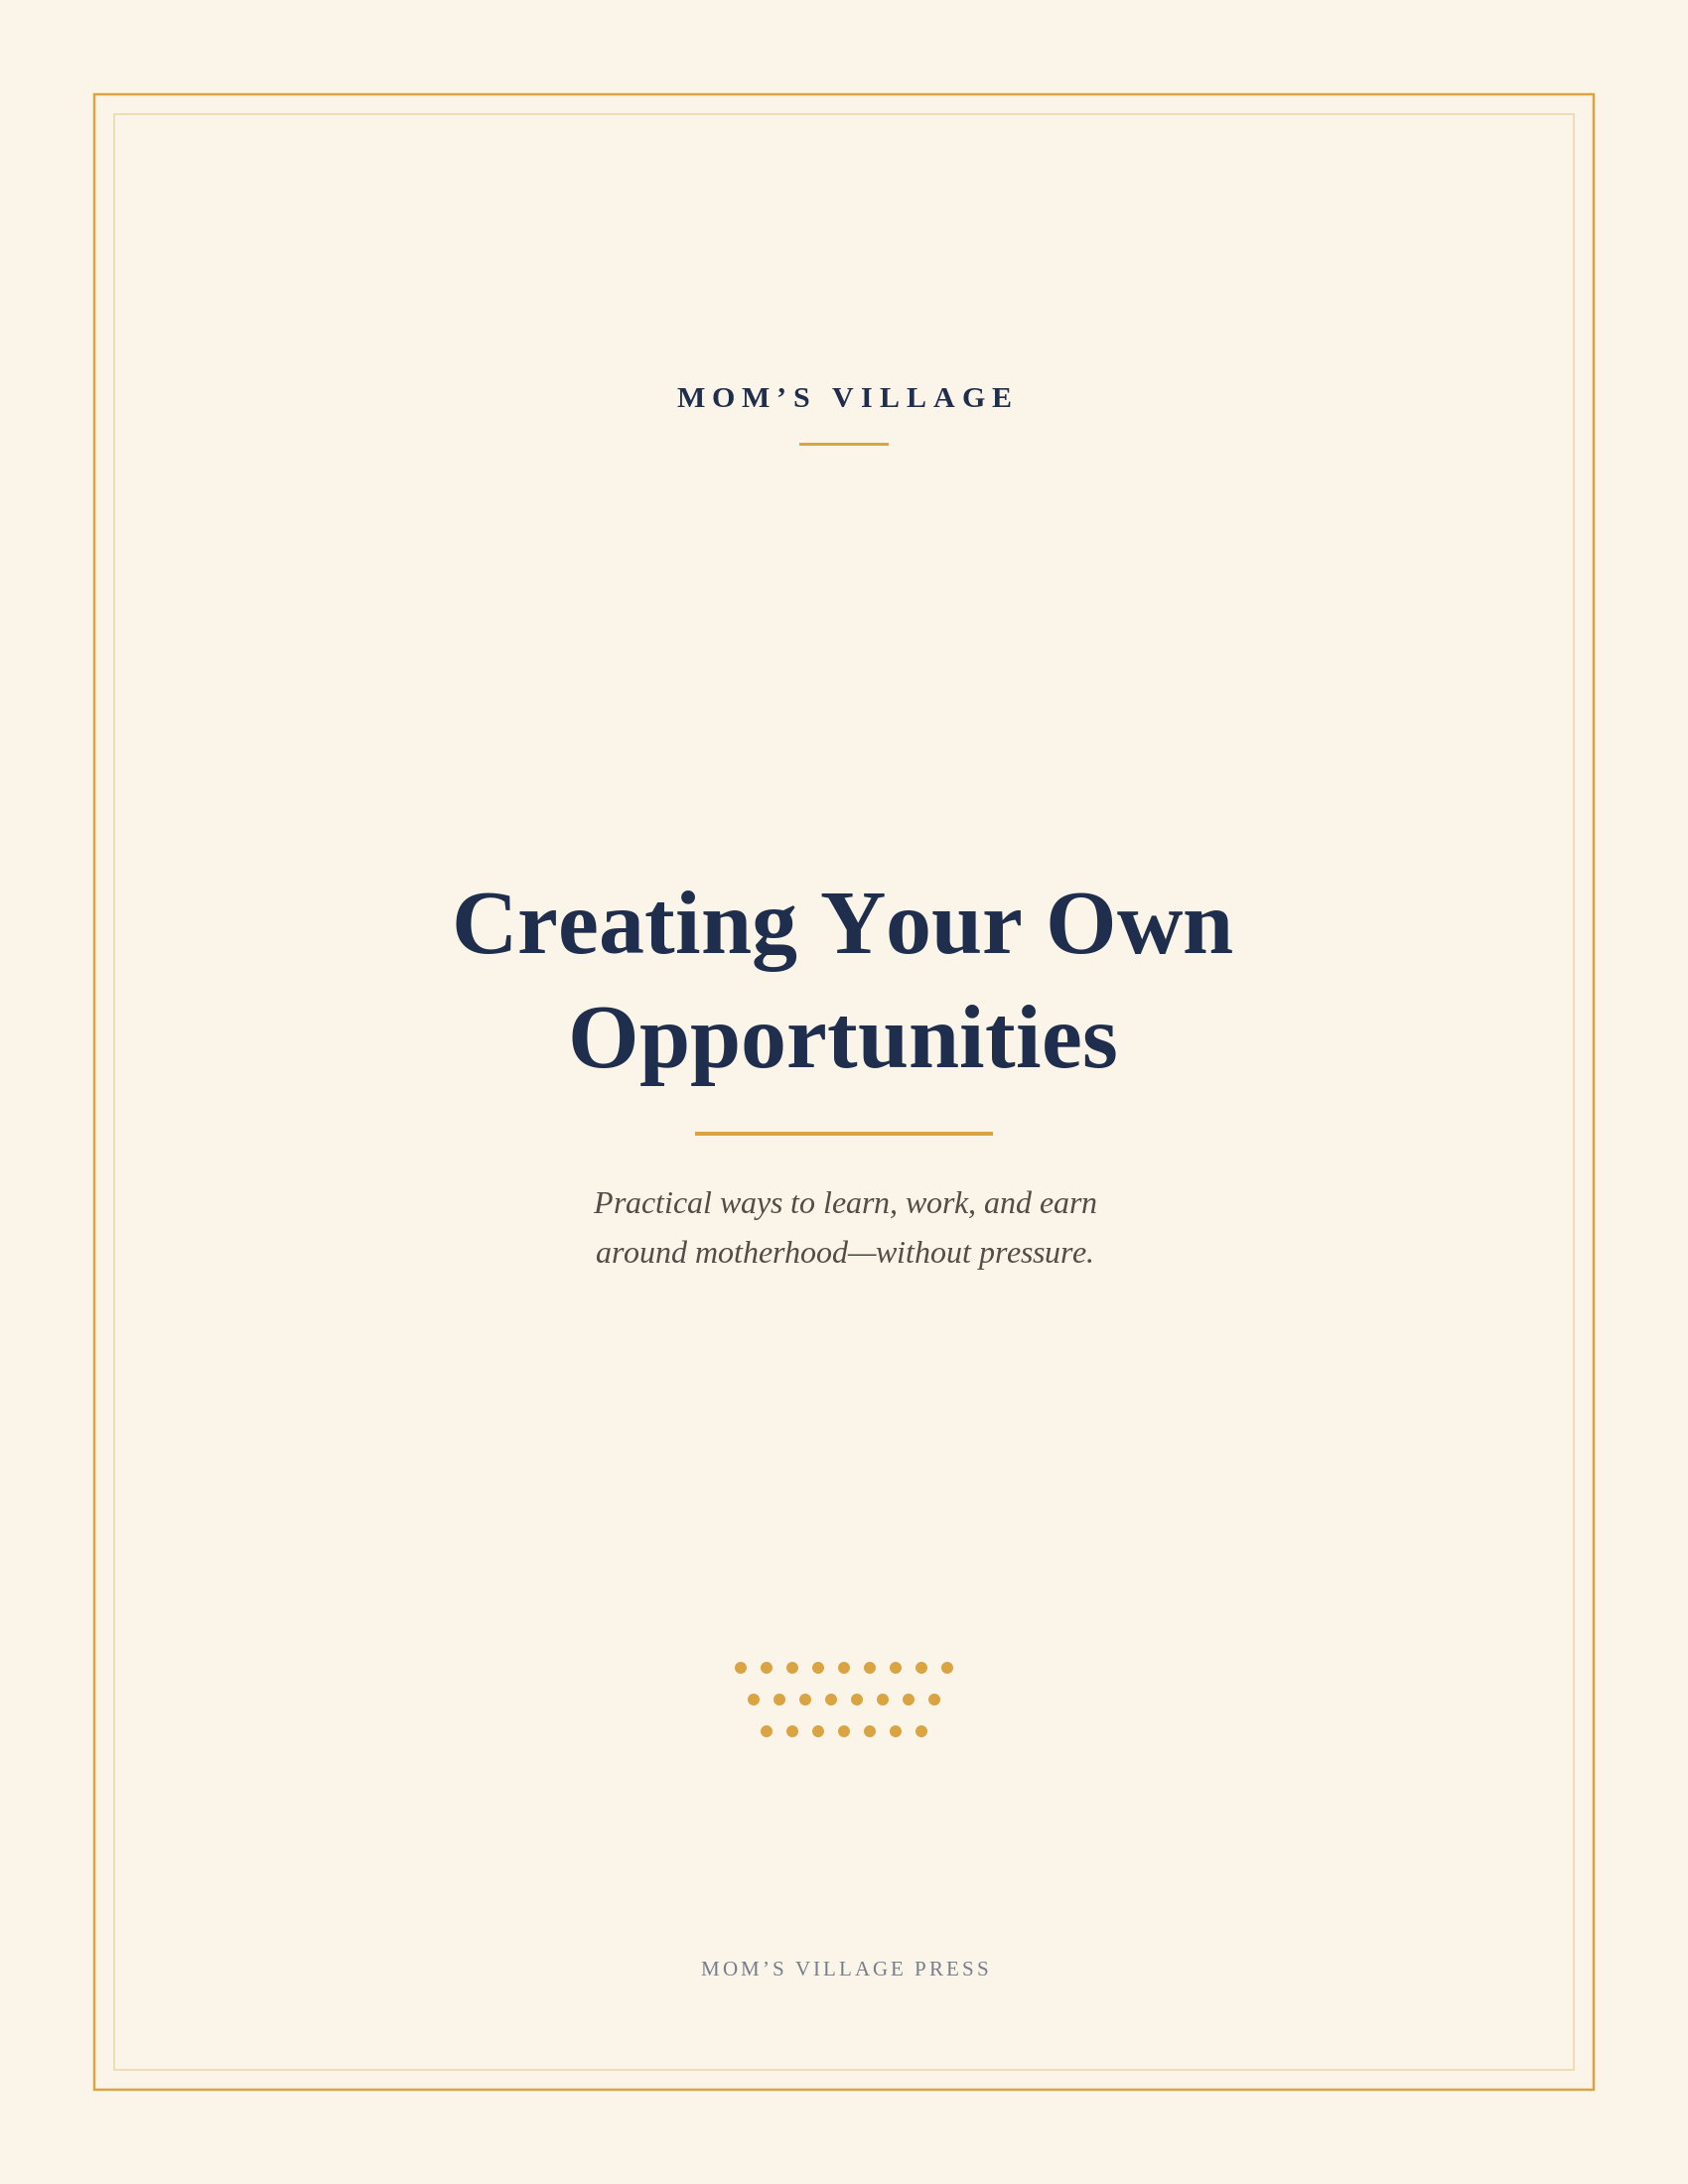 MOM’S VILLAGE
Creating Your Own
Opportunities
Practical ways to learn, work, and earn
around motherhood—without pressure.
MOM’S VILLAGE PRESS